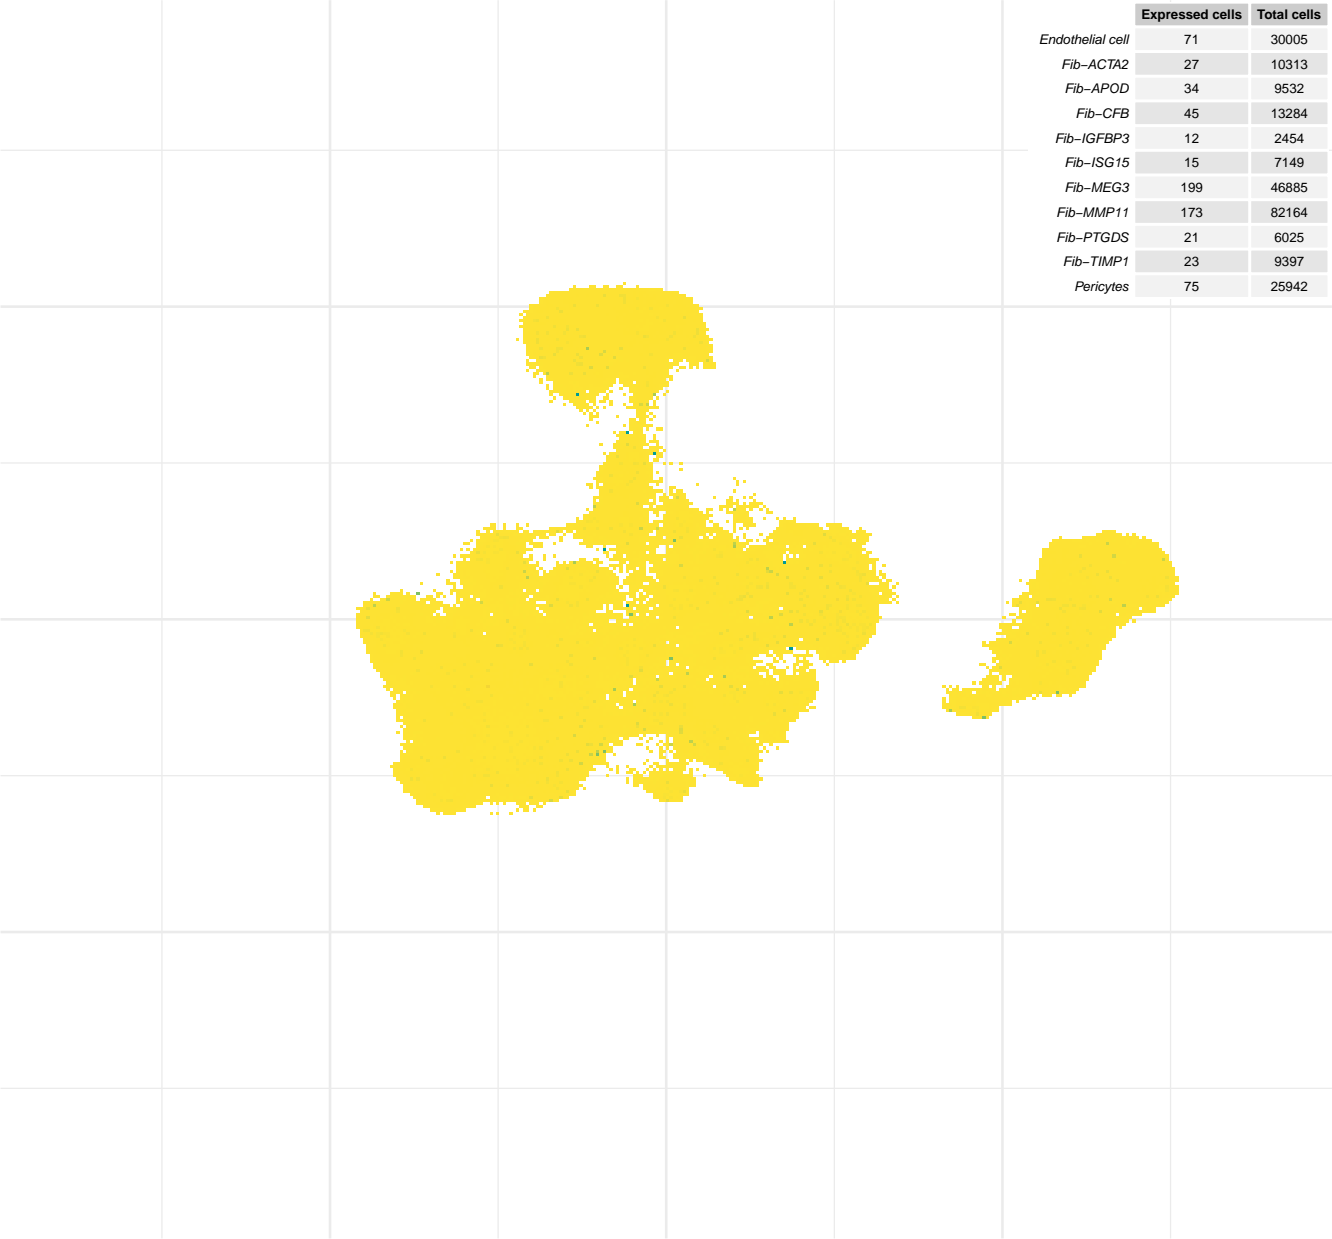 Expressed cells Total cells
Endothelial cell 71 30005
Fib−ACTA2 27 10313
Fib−APOD 34 9532
Fib−CFB 45 13284
Fib−IGFBP3 12 2454
Fib−ISG15 15 7149
Fib−MEG3 199 46885
Fib−MMP11 173 82164
Fib−PTGDS 21 6025
Fib−TIMP1 23 9397
Pericytes 75 25942